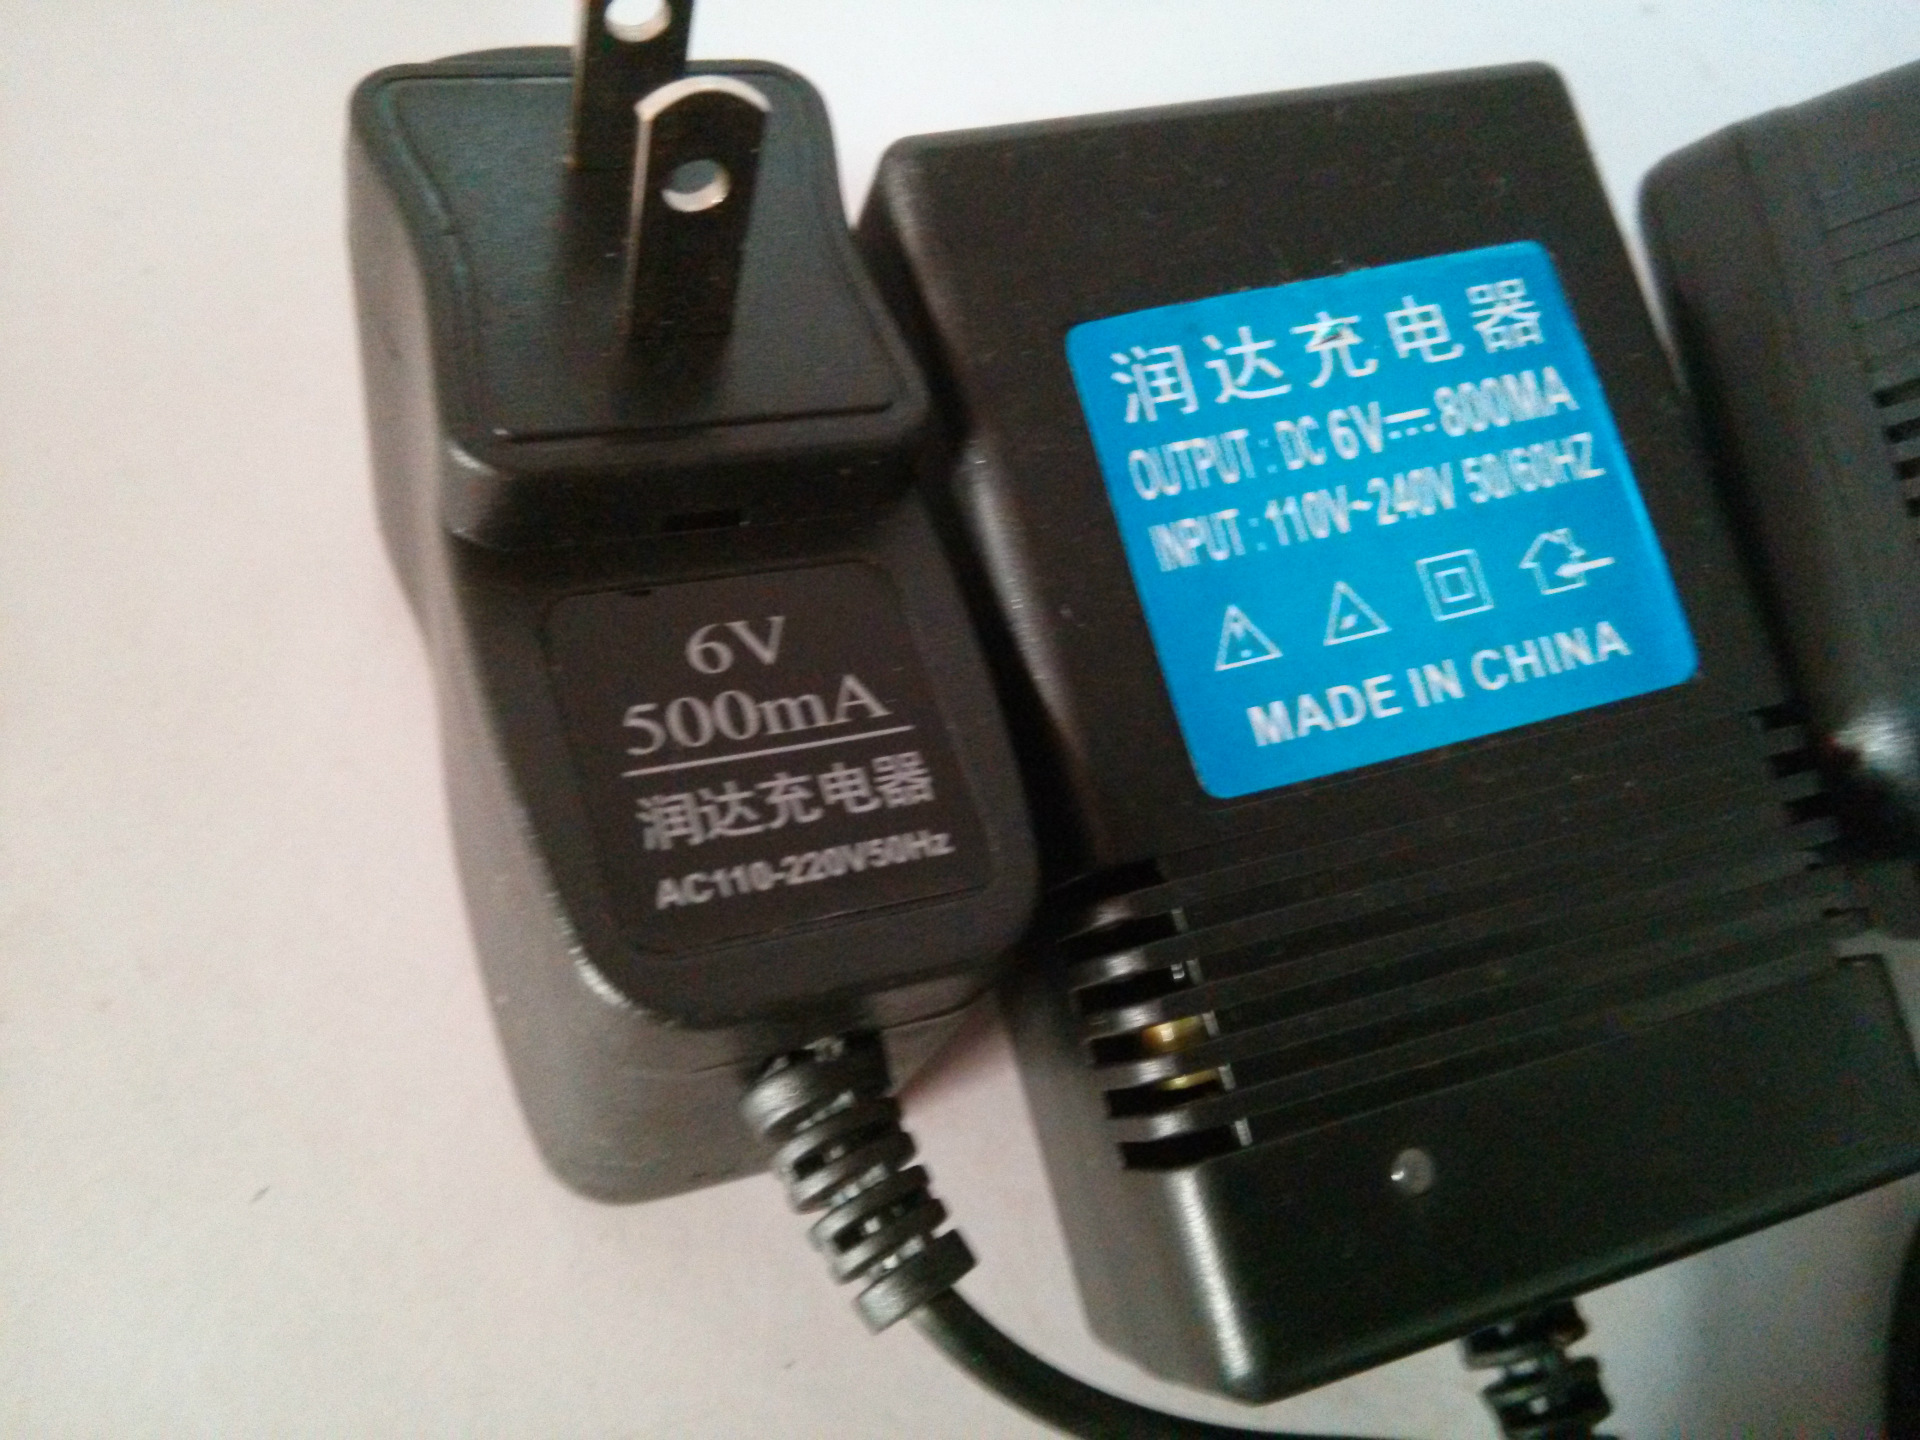 6V
500mA
润达充电器
AC110-220V50Hz
润达充电器
OUTPUT : DC 6V⎓800MA
INPUT : 110V~240V 50/60HZ
MADE IN CHINA